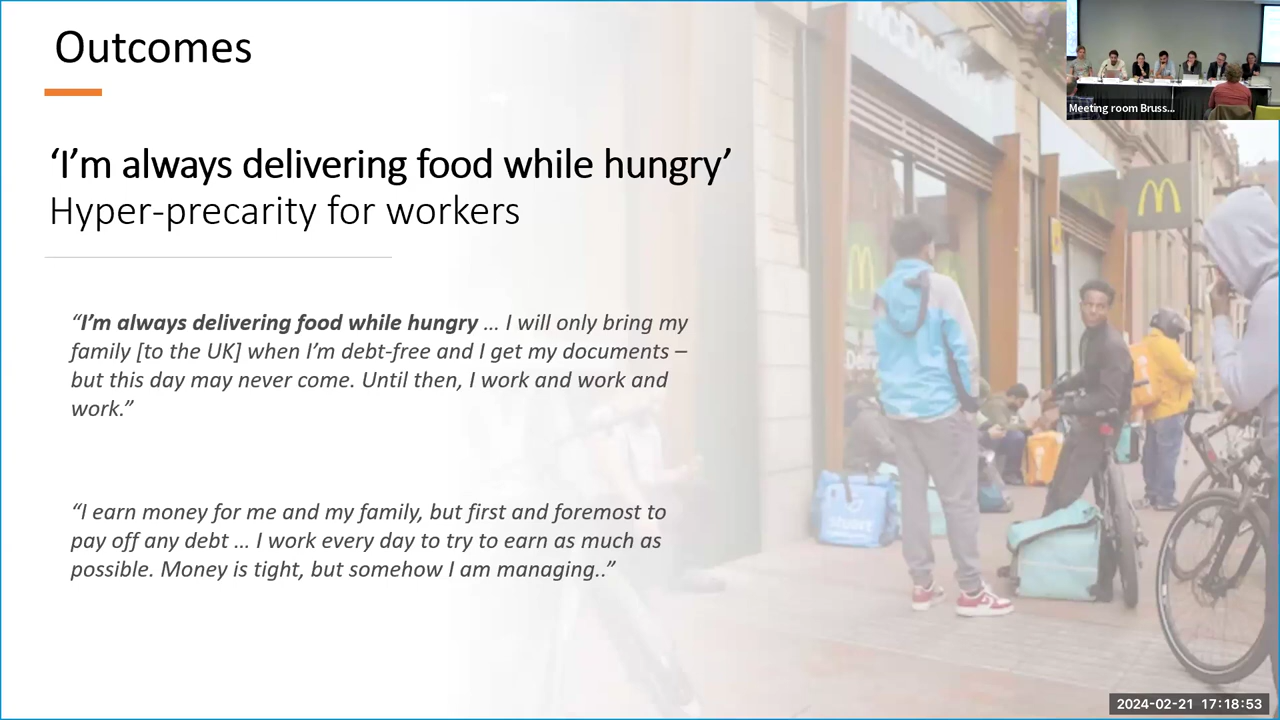 Outcomes
‘I’m always delivering food while hungry’
Hyper-precarity for workers
“I’m always delivering food while hungry … I will only bring my
family [to the UK] when I’m debt-free and I get my documents –
but this day may never come. Until then, I work and work and
work.”
“I earn money for me and my family, but first and foremost to
pay off any debt … I work every day to try to earn as much as
possible. Money is tight, but somehow I am managing..”
Meeting room Bruss...
2024-02-21 17:18:53